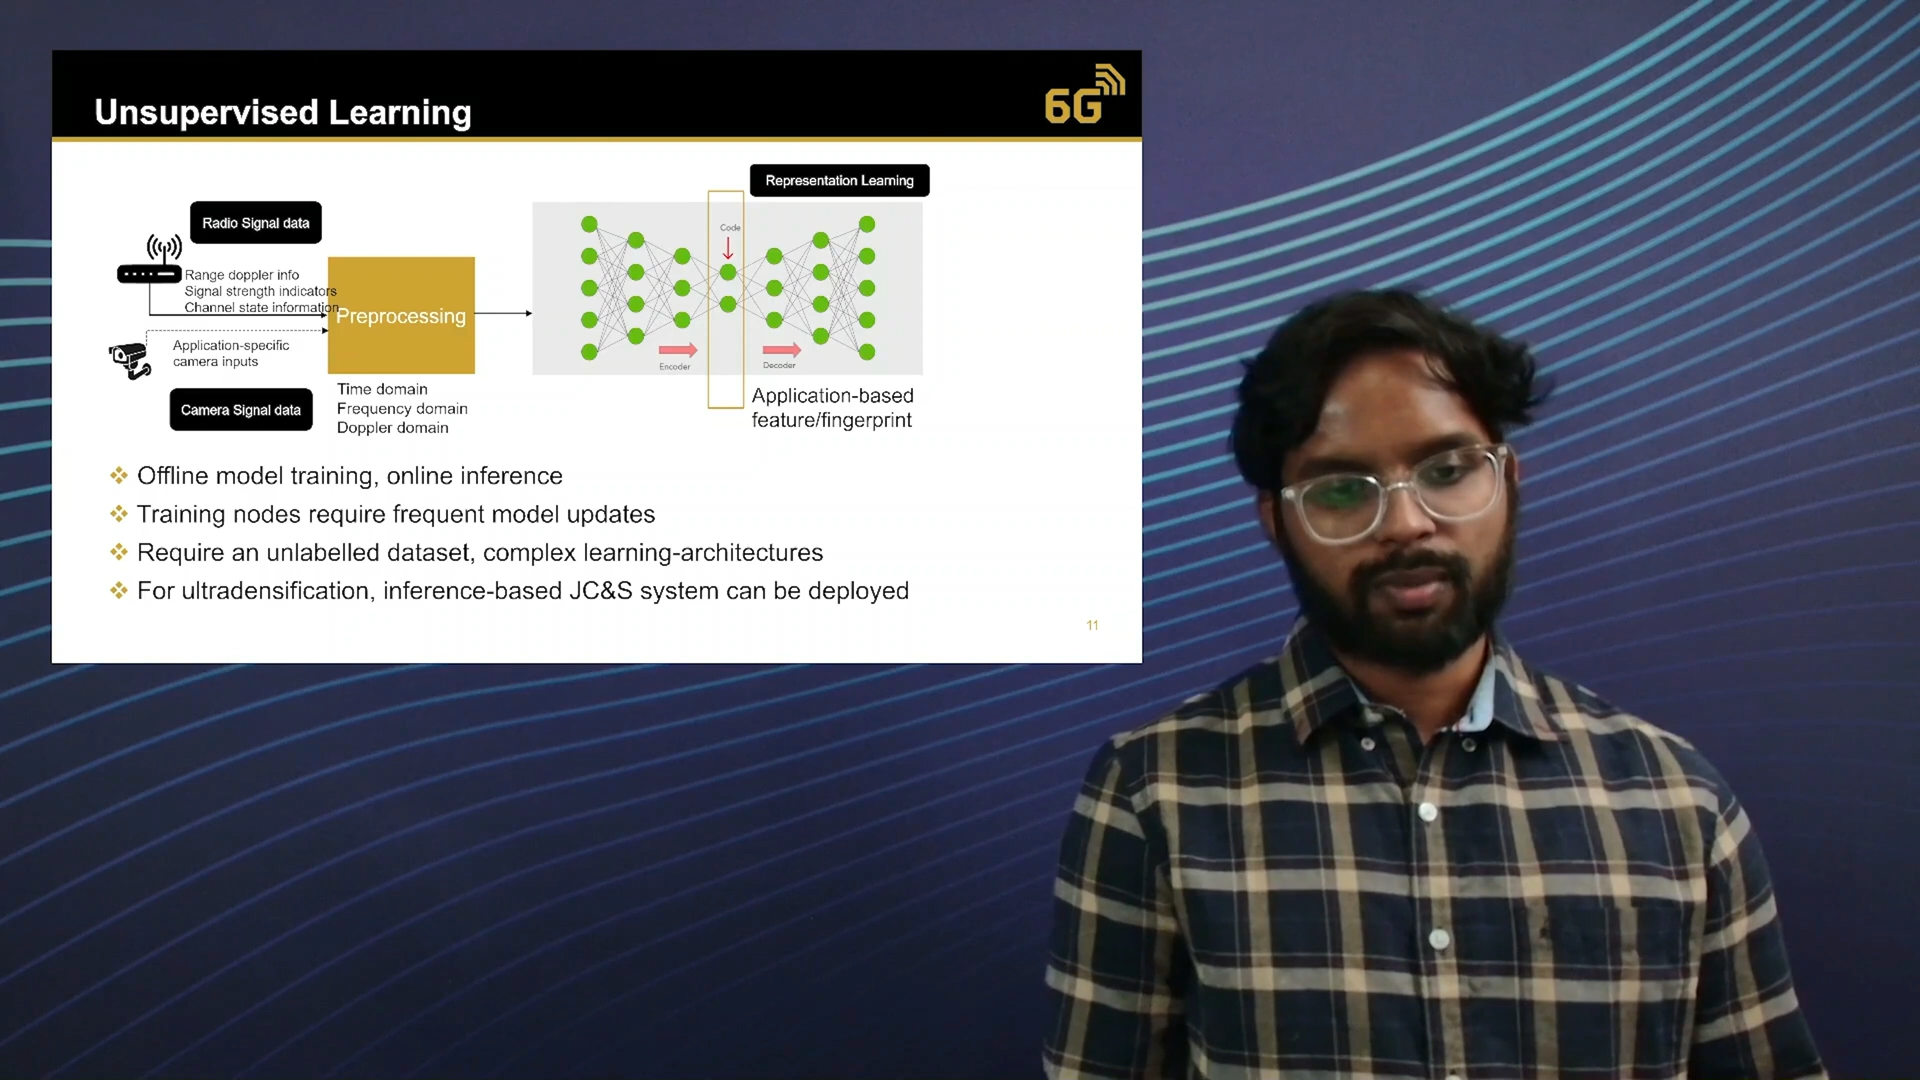 Unsupervised Learning
6G
Representation Learning
Radio Signal data
Code
Range doppler info
Signal strength indicators
Channel state information
Preprocessing
Application-specific
camera inputs
Encoder
Decoder
Camera Signal data
Time domain
Frequency domain
Doppler domain
Application-based
feature/fingerprint
Offline model training, online inference
Training nodes require frequent model updates
Require an unlabelled dataset, complex learning-architectures
For ultradensification, inference-based JC&S system can be deployed
11